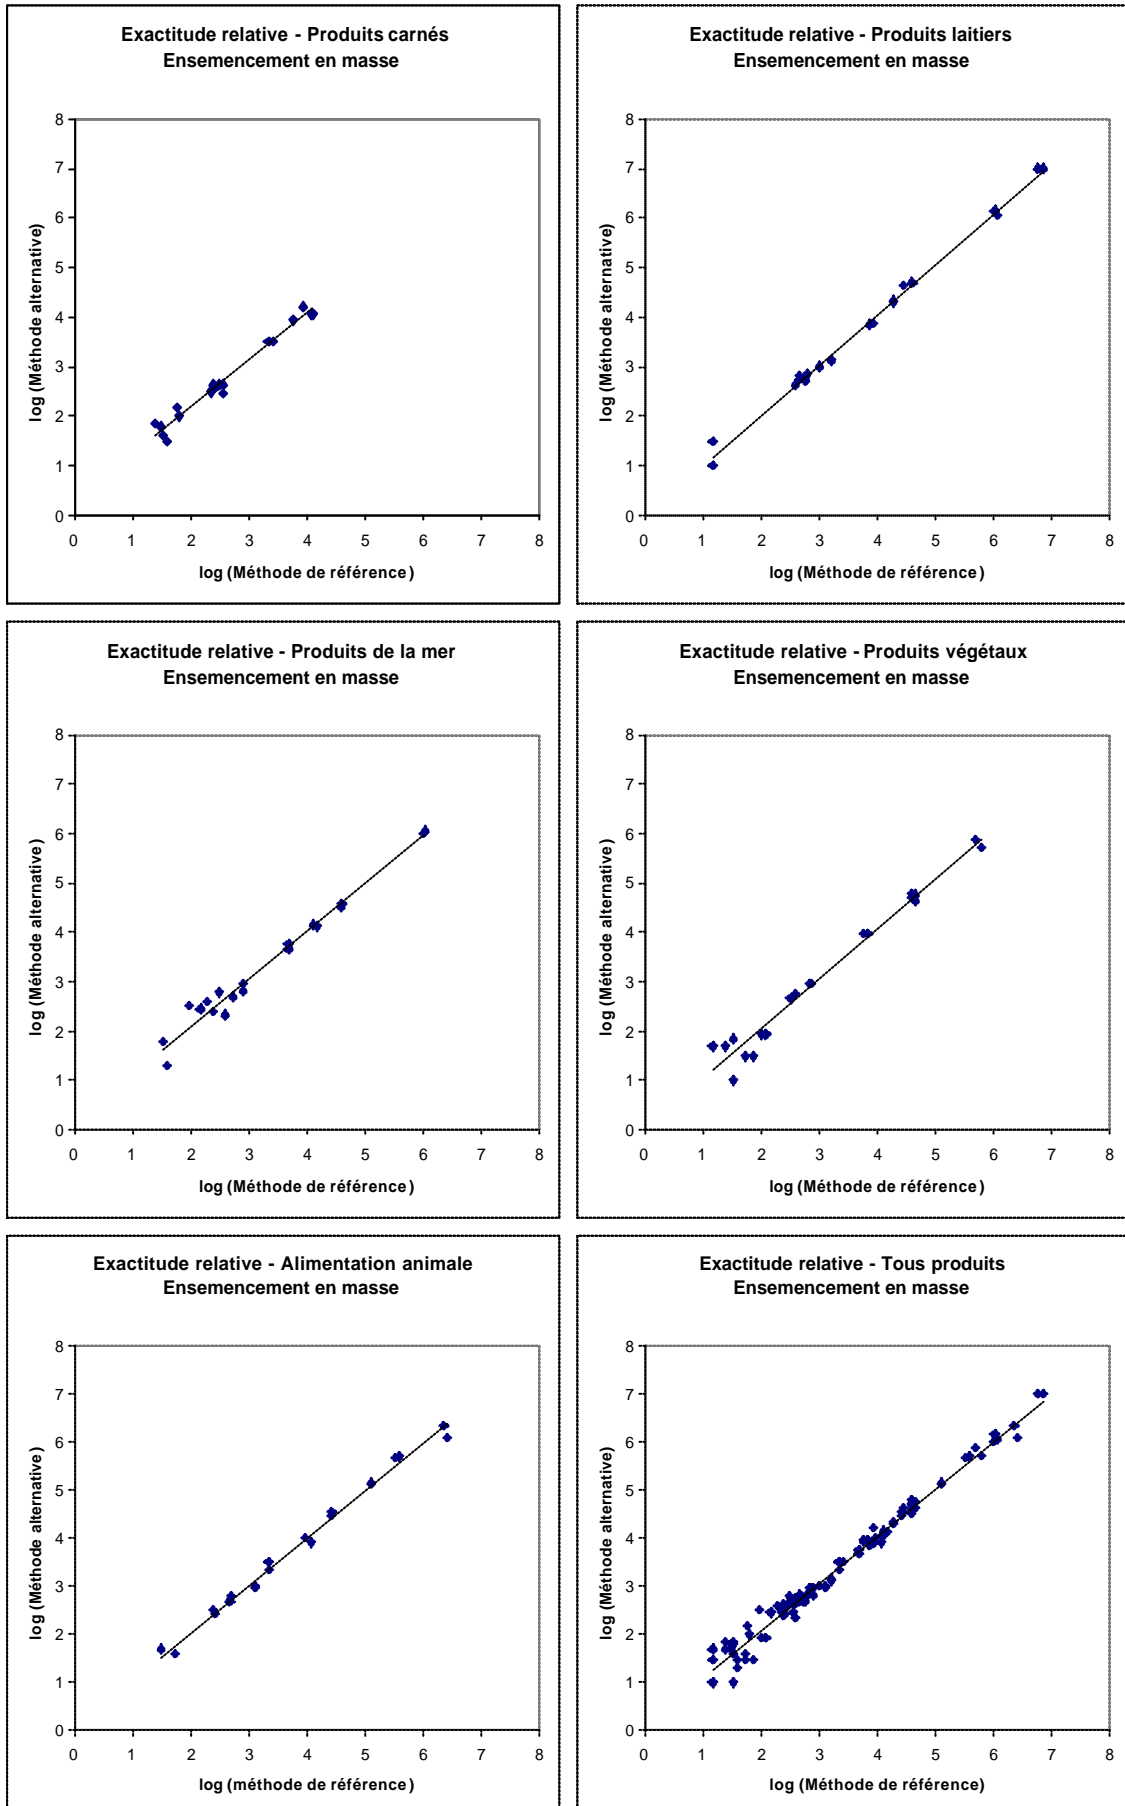 Exactitude relative - Produits carnés
Ensemencement en masse
8
7
6
5
4
3
2
1
0
log (Méthode alternative)
0 1 2 3 4 5 6 7 8
log (Méthode de référence)
Exactitude relative - Produits laitiers
Ensemencement en masse
8
7
6
5
4
3
2
1
0
log (Méthode alternative)
0 1 2 3 4 5 6 7 8
log (Méthode de référence)
Exactitude relative - Produits de la mer
Ensemencement en masse
8
7
6
5
4
3
2
1
0
log (Méthode alternative)
0 1 2 3 4 5 6 7 8
log (Méthode de référence)
Exactitude relative - Produits végétaux
Ensemencement en masse
8
7
6
5
4
3
2
1
0
log (Méthode alternative)
0 1 2 3 4 5 6 7 8
log (Méthode de référence)
Exactitude relative - Alimentation animale
Ensemencement en masse
8
7
6
5
4
3
2
1
0
log (Méthode alternative)
0 1 2 3 4 5 6 7 8
log (méthode de référence)
Exactitude relative - Tous produits
Ensemencement en masse
8
7
6
5
4
3
2
1
0
log (Méthode alternative)
0 1 2 3 4 5 6 7 8
log (Méthode de référence)